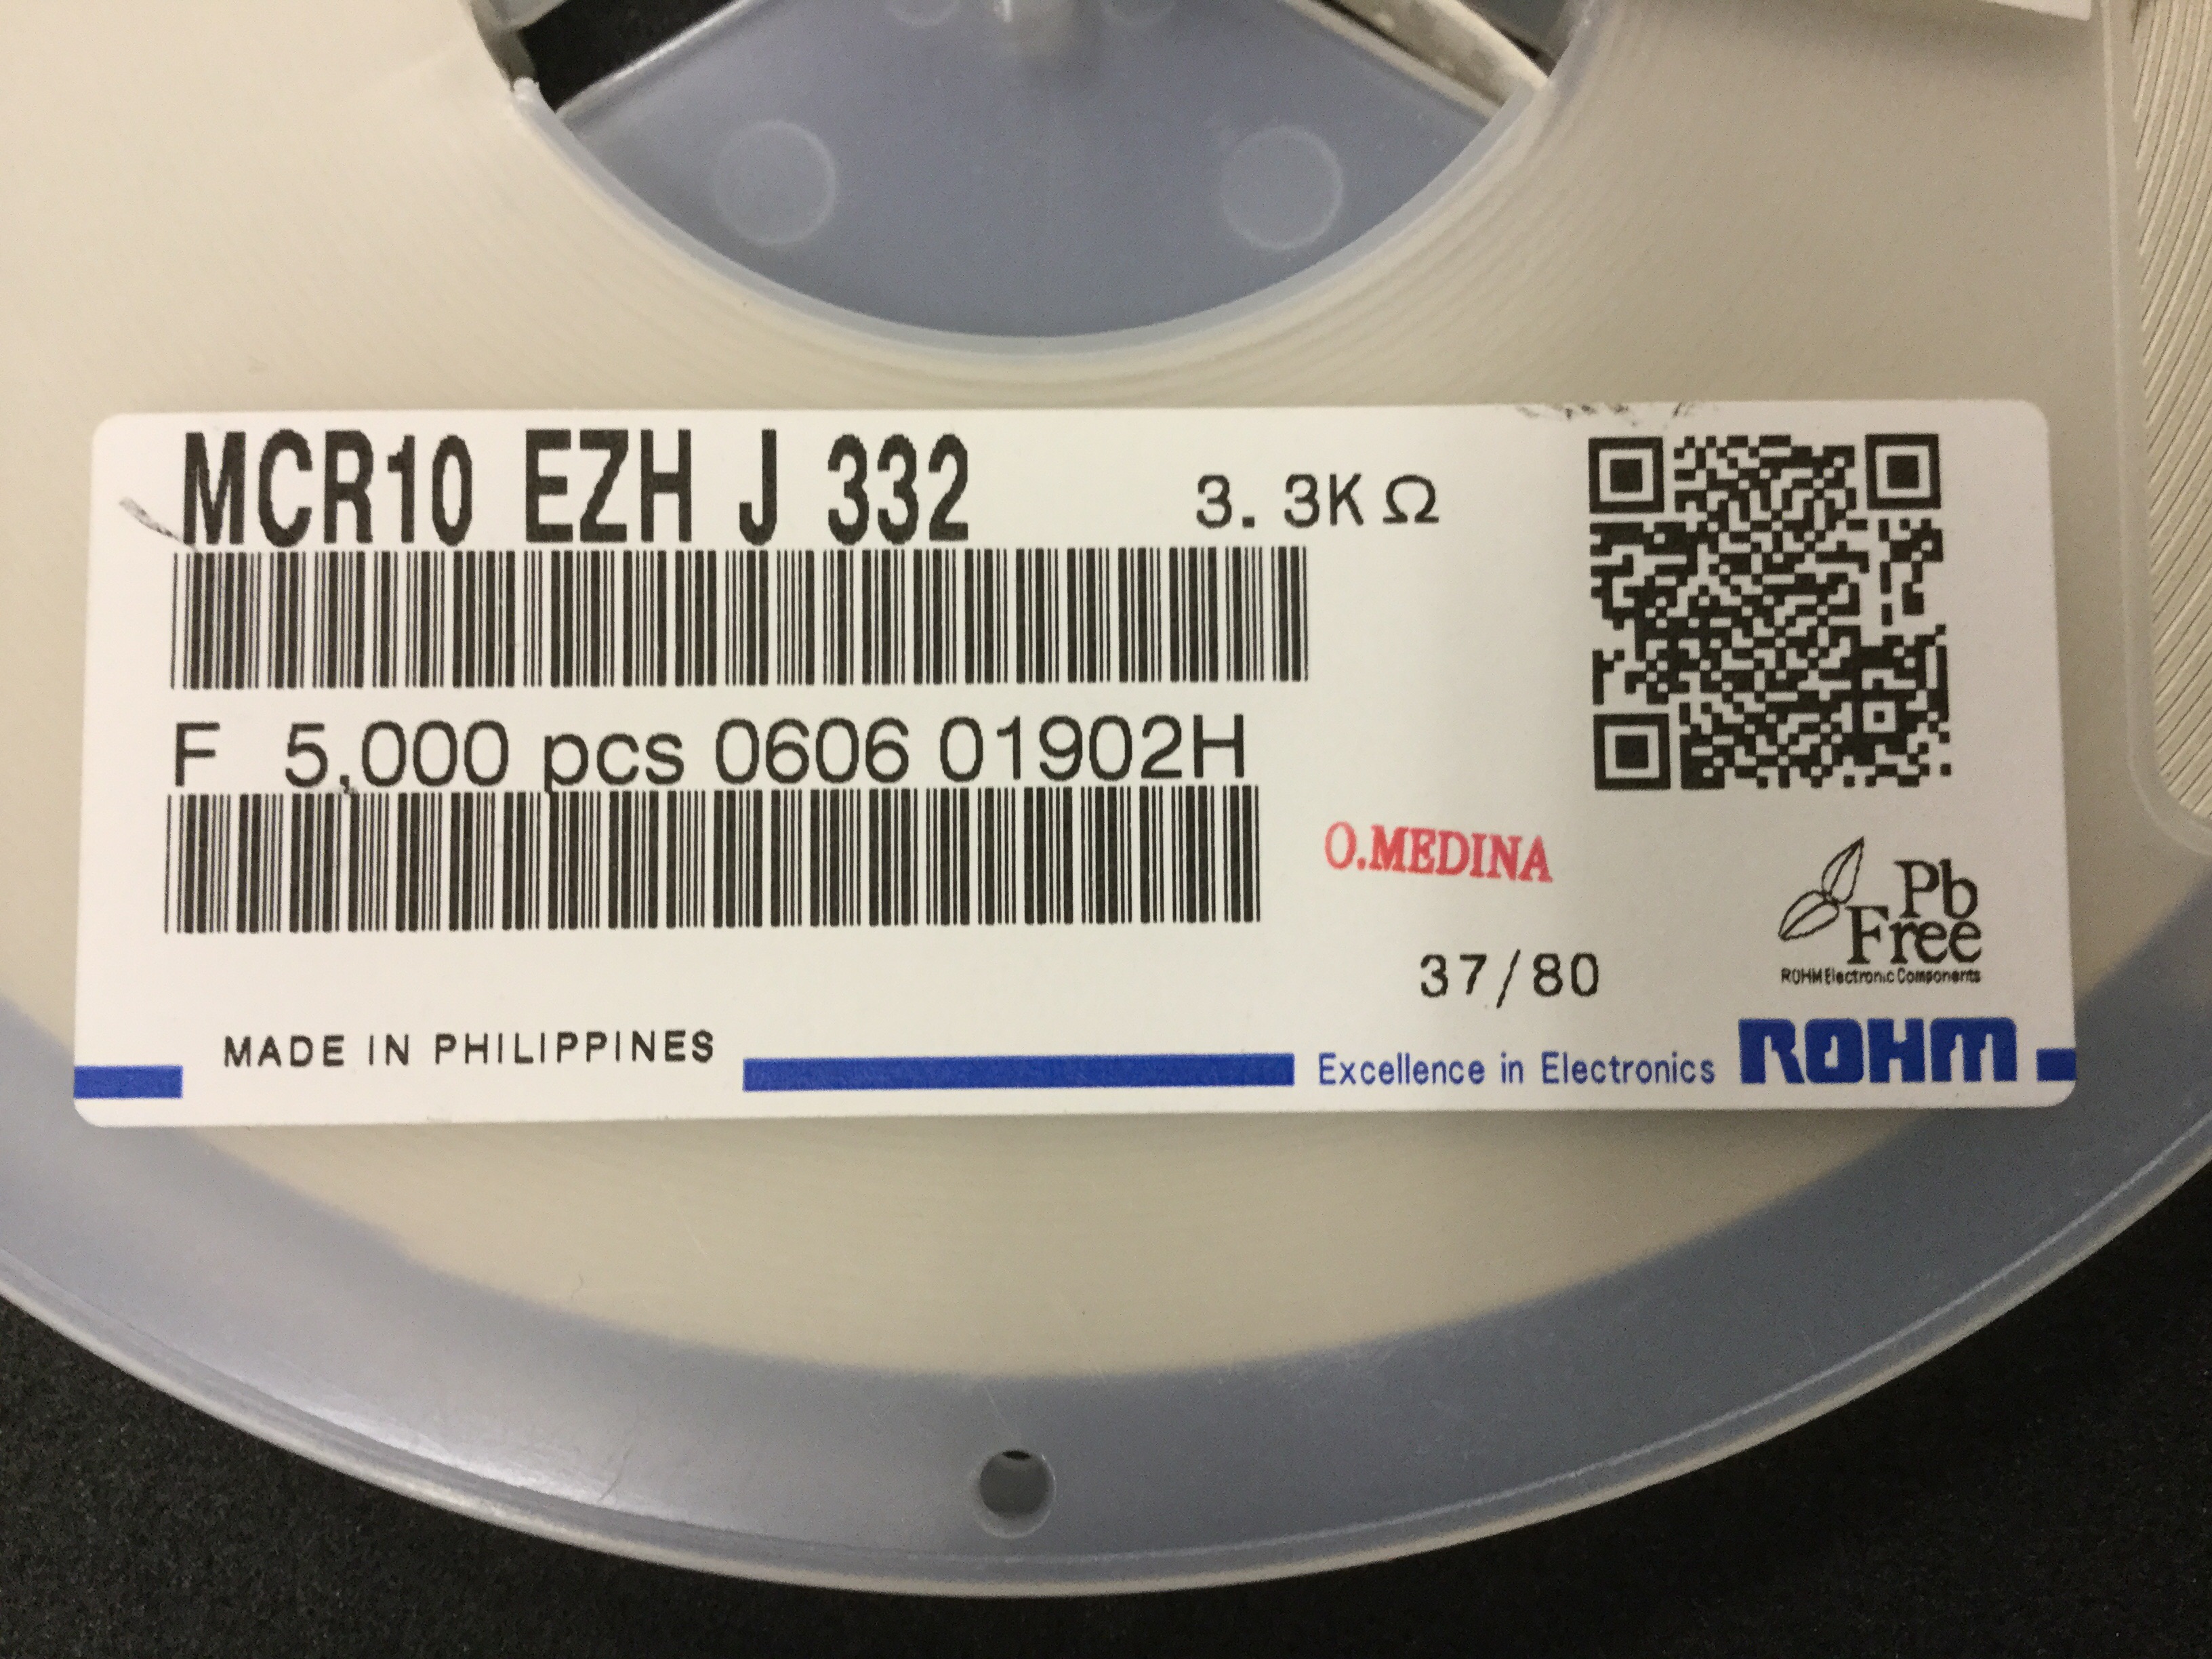 MCR10 EZH J 332 3.3KΩ
F 5,000 pcs 0606 01902H
O.MEDINA
Pb
Free
ROHM Electronic Components
37/80
MADE IN PHILIPPINES
Excellence in Electronics ROHM